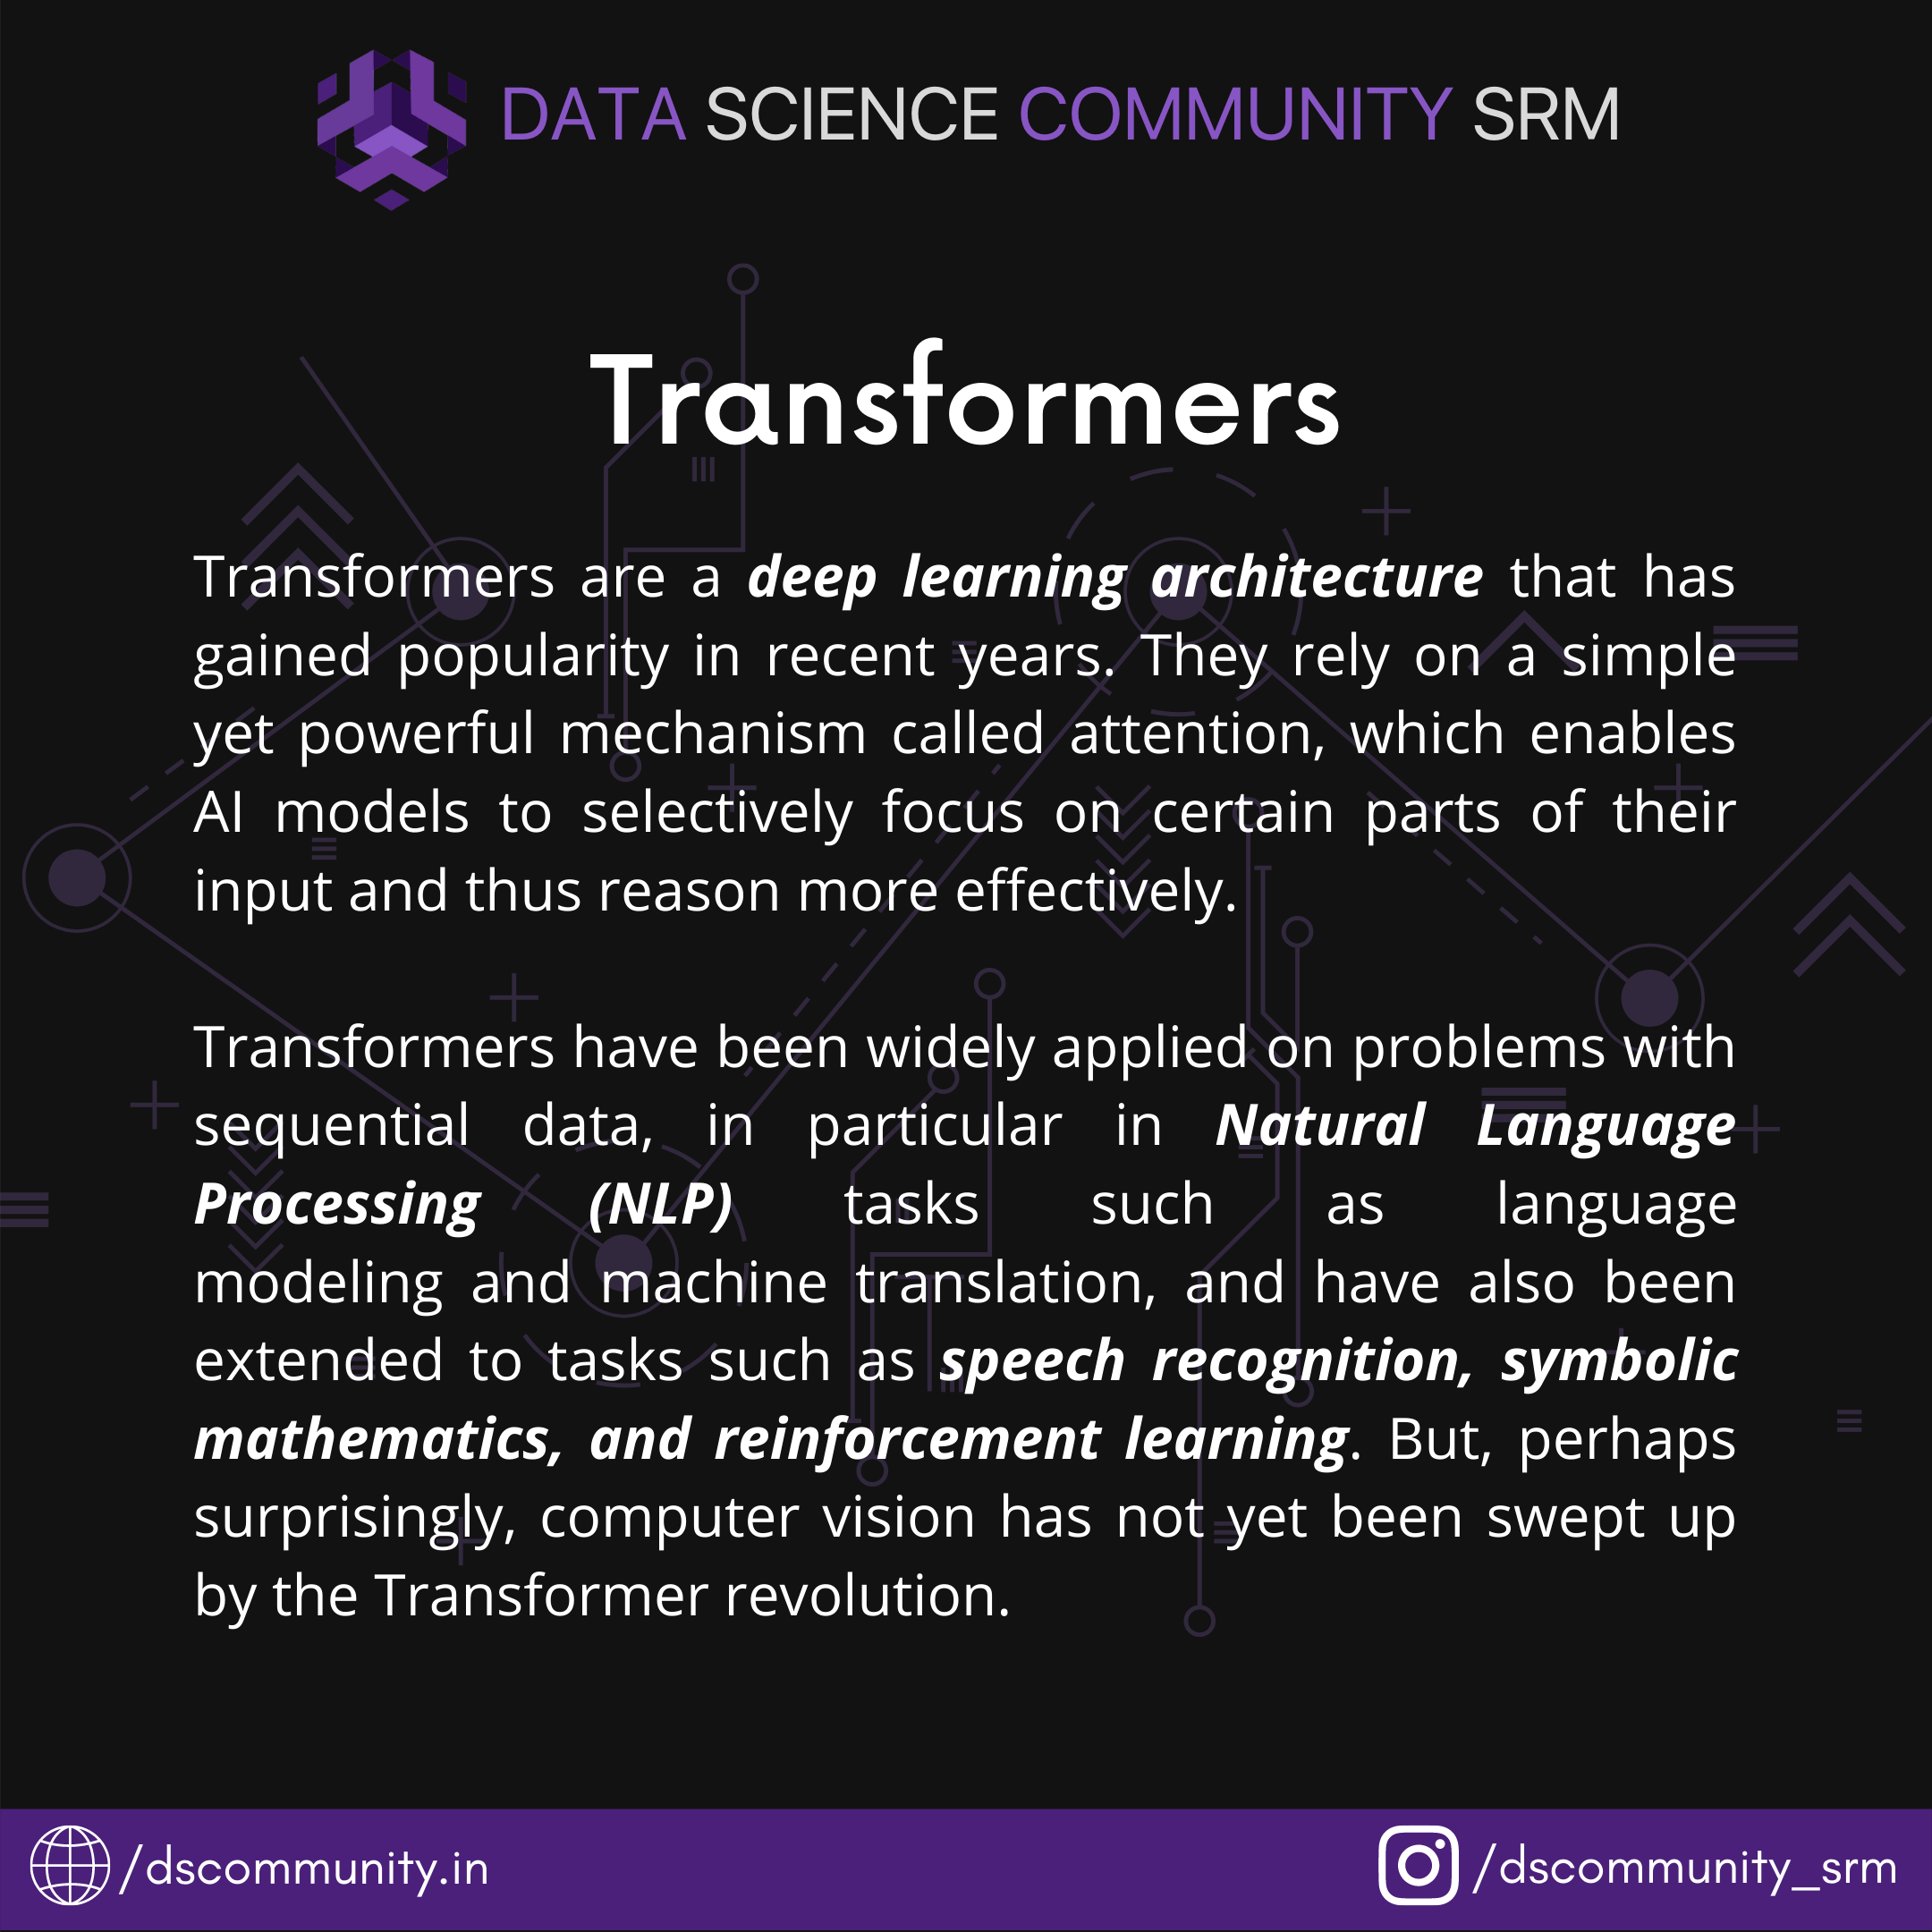 DATA SCIENCE COMMUNITY SRM
Transformers
Transformers are a deep learning architecture that has
gained popularity in recent years. They rely on a simple
yet powerful mechanism called attention, which enables
AI models to selectively focus on certain parts of their
input and thus reason more effectively.
Transformers have been widely applied on problems with
sequential data, in particular in Natural Language
Processing (NLP) tasks such as language
modeling and machine translation, and have also been
extended to tasks such as speech recognition, symbolic
mathematics, and reinforcement learning. But, perhaps
surprisingly, computer vision has not yet been swept up
by the Transformer revolution.
/dscommunity.in
/dscommunity_srm